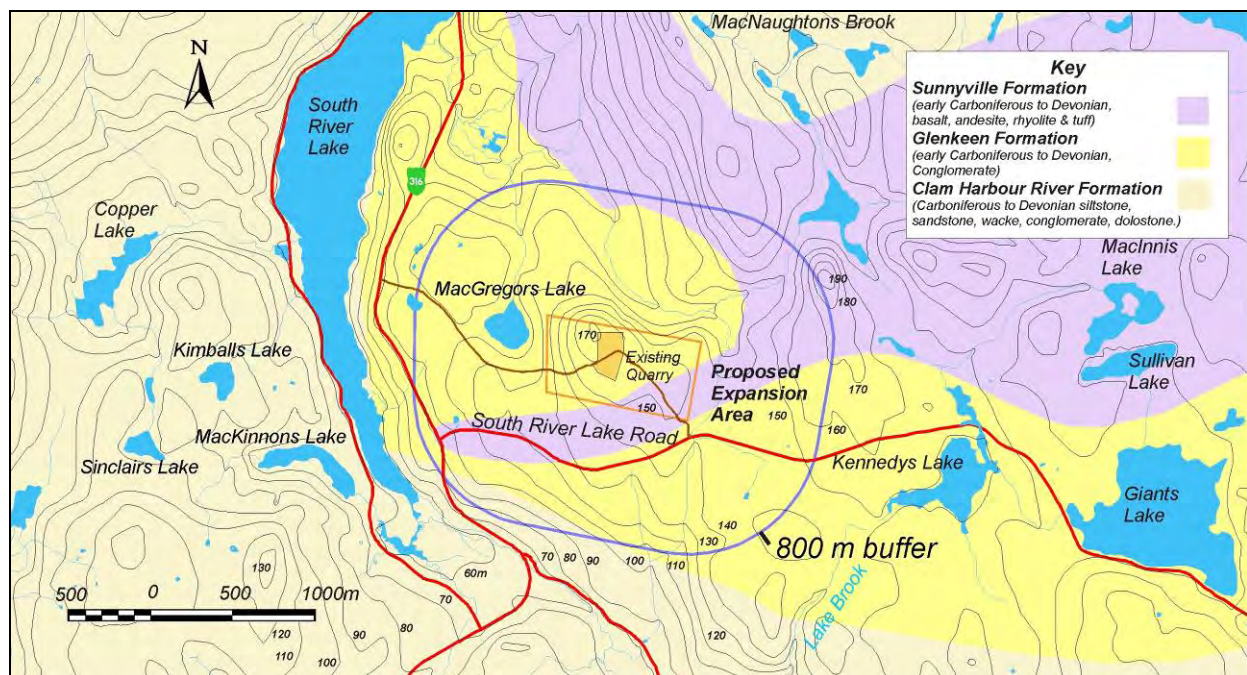 MacNaughtons Brook
N
Key
Sunnyville Formation
(early Carboniferous to Devonian,
basalt, andesite, rhyolite & tuff)
Glenkeen Formation
(early Carboniferous to Devonian,
Conglomerate)
Clam Harbour River Formation
(Carboniferous to Devonian siltstone,
sandstone, wacke, conglomerate, dolostone.)
South
River
Lake
316
Copper
Lake
MacInnis
Lake
190
180
MacGregors Lake
170
Existing
Quarry
Kimballs Lake
Sullivan
Lake
Proposed
Expansion
Area
170
150
150
160
South River Lake Road
MacKinnons Lake
Sinclairs Lake
Kennedys Lake
Giants
Lake
140
130
110
100
90
80
70
60m
800 m buffer
130
70
80
90
120
110
100
120
Lake Brook
500 0 500 1000m